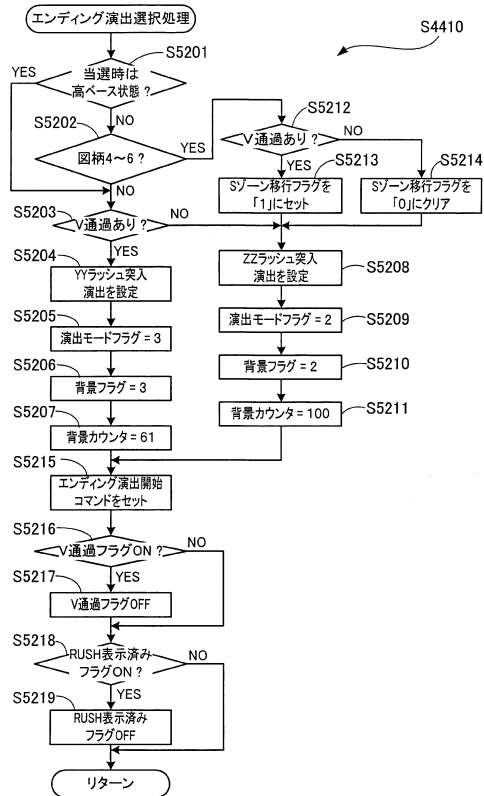 エンディング演出選択処理
S4410
S5201
当選時は
高ベース状態？
YES
NO
S5202
図柄4～6？
YES
NO
S5212
V通過あり？
NO
YES
S5213
Sゾーン移行フラグを
「1」にセット
S5214
Sゾーン移行フラグを
「0」にクリア
S5203
V通過あり？
NO
YES
S5204
YYラッシュ突入
演出を設定
S5205
演出モードフラグ＝3
S5206
背景フラグ＝3
S5207
背景カウンタ＝61
S5208
ZZラッシュ突入
演出を設定
S5209
演出モードフラグ＝2
S5210
背景フラグ＝2
S5211
背景カウンタ＝100
S5215
エンディング演出開始
コマンドをセット
S5216
V通過フラグON？
NO
YES
S5217
V通過フラグOFF
S5218
RUSH表示済み
フラグON？
NO
YES
S5219
RUSH表示済み
フラグOFF
リターン